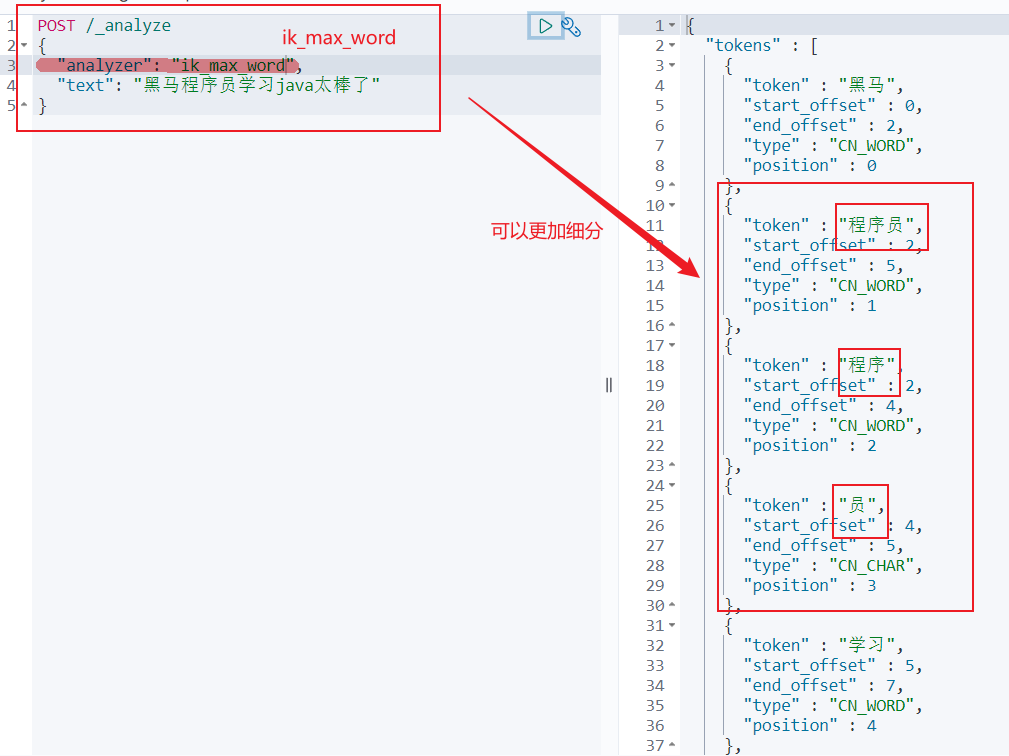 1 POST /_analyze
2 {
3 "analyzer": "ik_max_word",
4 "text": "黑马程序员学习java太棒了"
5 }
ik_max_word
可以更加细分
1 {
2 "tokens" : [
3 {
4 "token" : "黑马",
5 "start_offset" : 0,
6 "end_offset" : 2,
7 "type" : "CN_WORD",
8 "position" : 0
9 },
10 {
11 "token" : "程序员",
12 "start_offset" : 2,
13 "end_offset" : 5,
14 "type" : "CN_WORD",
15 "position" : 1
16 },
17 {
18 "token" : "程序",
19 "start_offset" : 2,
20 "end_offset" : 4,
21 "type" : "CN_WORD",
22 "position" : 2
23 },
24 {
25 "token" : "员",
26 "start_offset" : 4,
27 "end_offset" : 5,
28 "type" : "CN_CHAR",
29 "position" : 3
30 },
31 {
32 "token" : "学习",
33 "start_offset" : 5,
34 "end_offset" : 7,
35 "type" : "CN_WORD",
36 "position" : 4
37 },